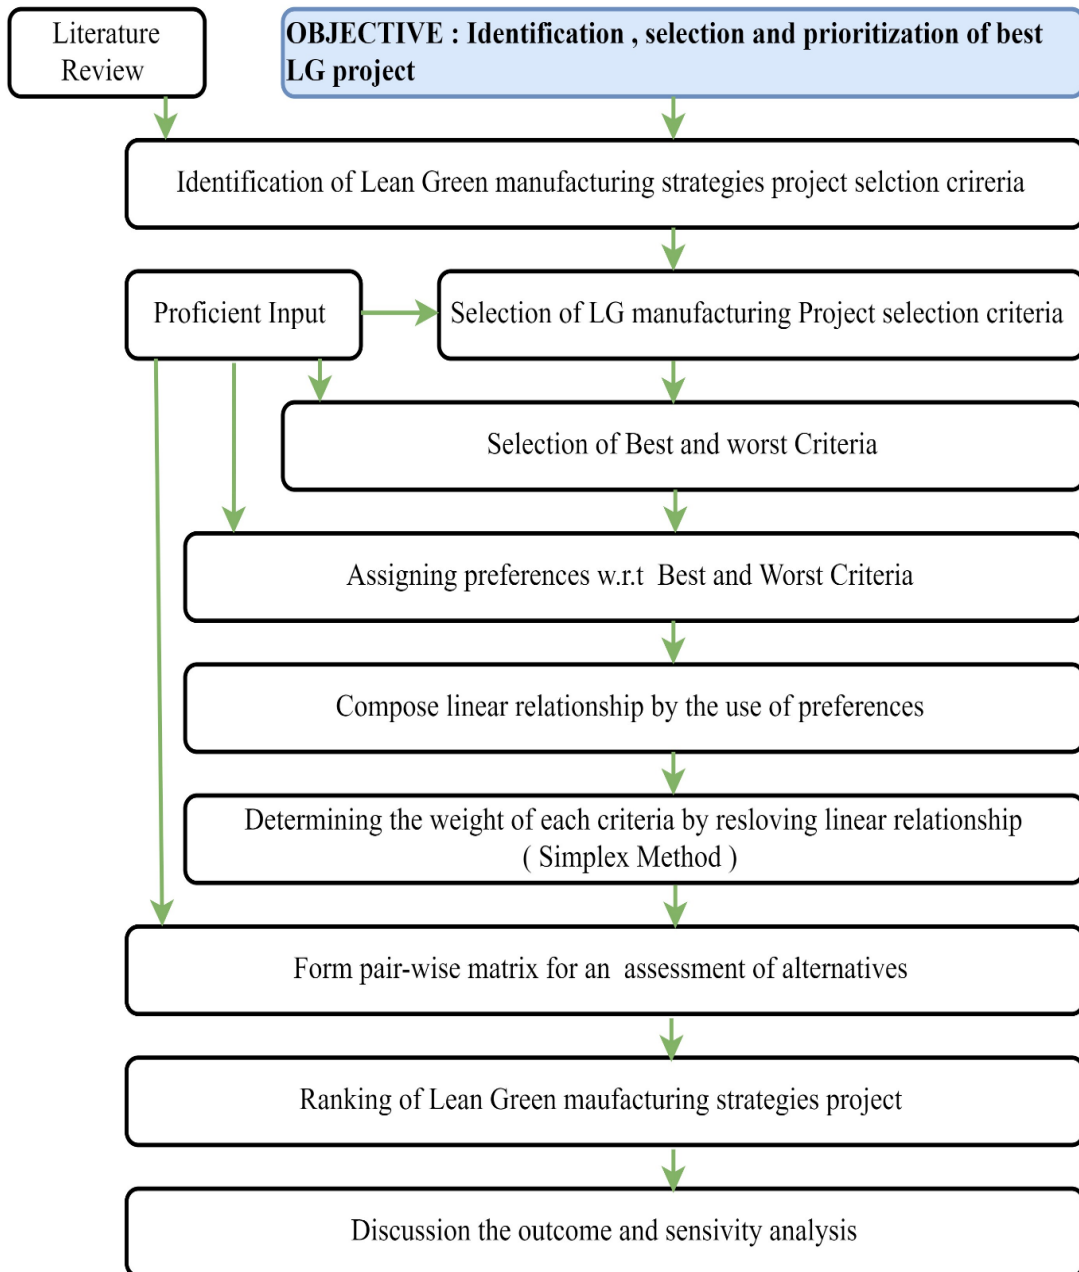 Literature
Review
OBJECTIVE : Identification , selection and prioritization of best
LG project
Identification of Lean Green manufacturing strategies project selction crireria
Proficient Input
Selection of LG manufacturing Project selection criteria
Selection of Best and worst Criteria
Assigning preferences w.r.t Best and Worst Criteria
Compose linear relationship by the use of preferences
Determining the weight of each criteria by resloving linear relationship
( Simplex Method )
Form pair-wise matrix for an assessment of alternatives
Ranking of Lean Green maufacturing strategies project
Discussion the outcome and sensivity analysis